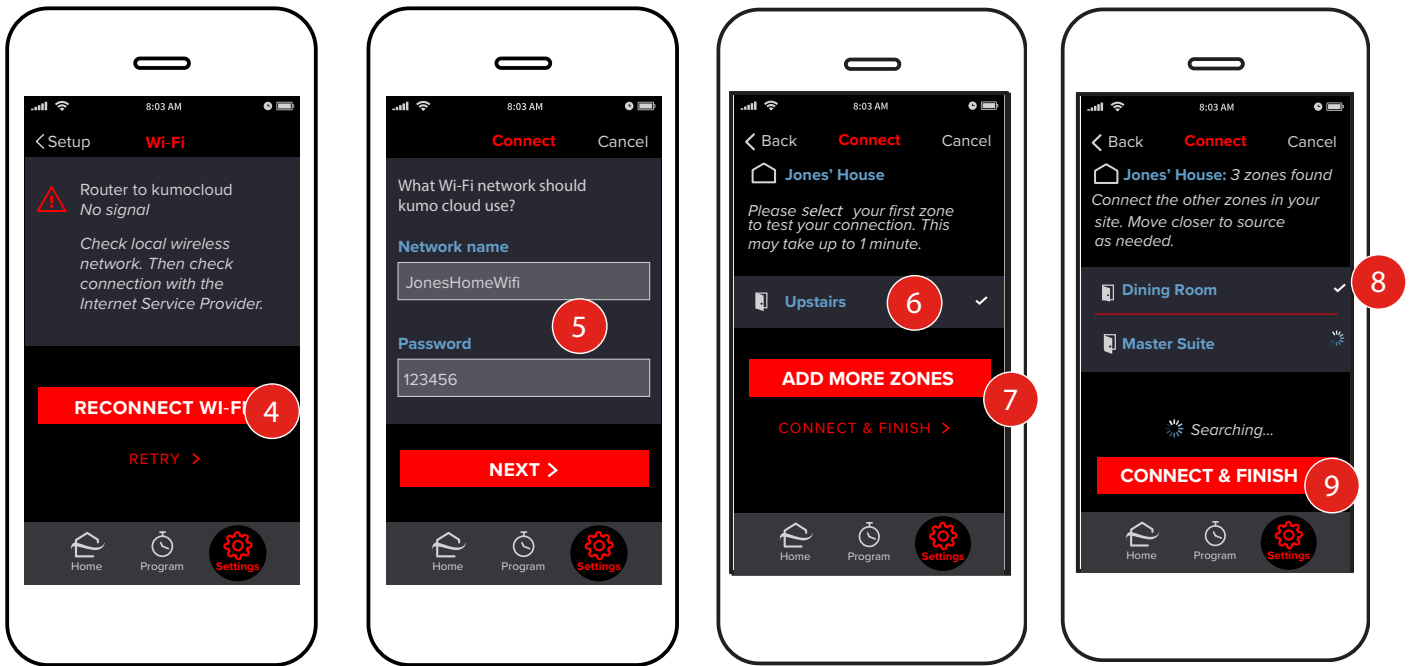 8:03 AM
Setup
Wi-Fi
Router to kumocloud
No signal
Check local wireless
network. Then check
connection with the
Internet Service Provider.
RECONNECT WI-FI
4
RETRY >
Home
Program
Settings
8:03 AM
Connect
Cancel
What Wi-Fi network should
kumo cloud use?
Network name
JonesHomeWifi
5
Password
123456
NEXT >
Home
Program
Settings
8:03 AM
Back
Connect
Cancel
Jones' House
Please select your first zone
to test your connection. This
may take up to 1 minute.
Upstairs
6
ADD MORE ZONES
7
CONNECT & FINISH >
Home
Program
Settings
8:03 AM
Back
Connect
Cancel
Jones' House: 3 zones found
Connect the other zones in your
site. Move closer to source
as needed.
Dining Room
8
Master Suite
Searching...
CONNECT & FINISH
9
Home
Program
Settings